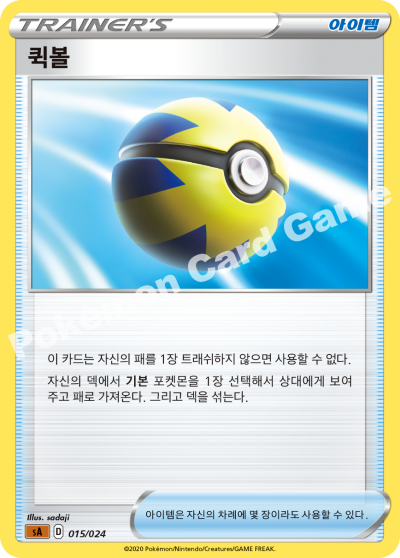 TRAINER'S
아이템
퀵볼
Pokémon Card Game
이 카드는 자신의 패를 1장 트래쉬하지 않으면 사용할 수 없다.
자신의 덱에서 기본 포켓몬을 1장 선택해서 상대에게 보여
주고 패로 가져온다. 그리고 덱을 섞는다.
Illus. sadaji
sA D 015/024
아이템은 자신의 차례에 몇 장이라도 사용할 수 있다.
©2020 Pokémon/Nintendo/Creatures/GAME FREAK.